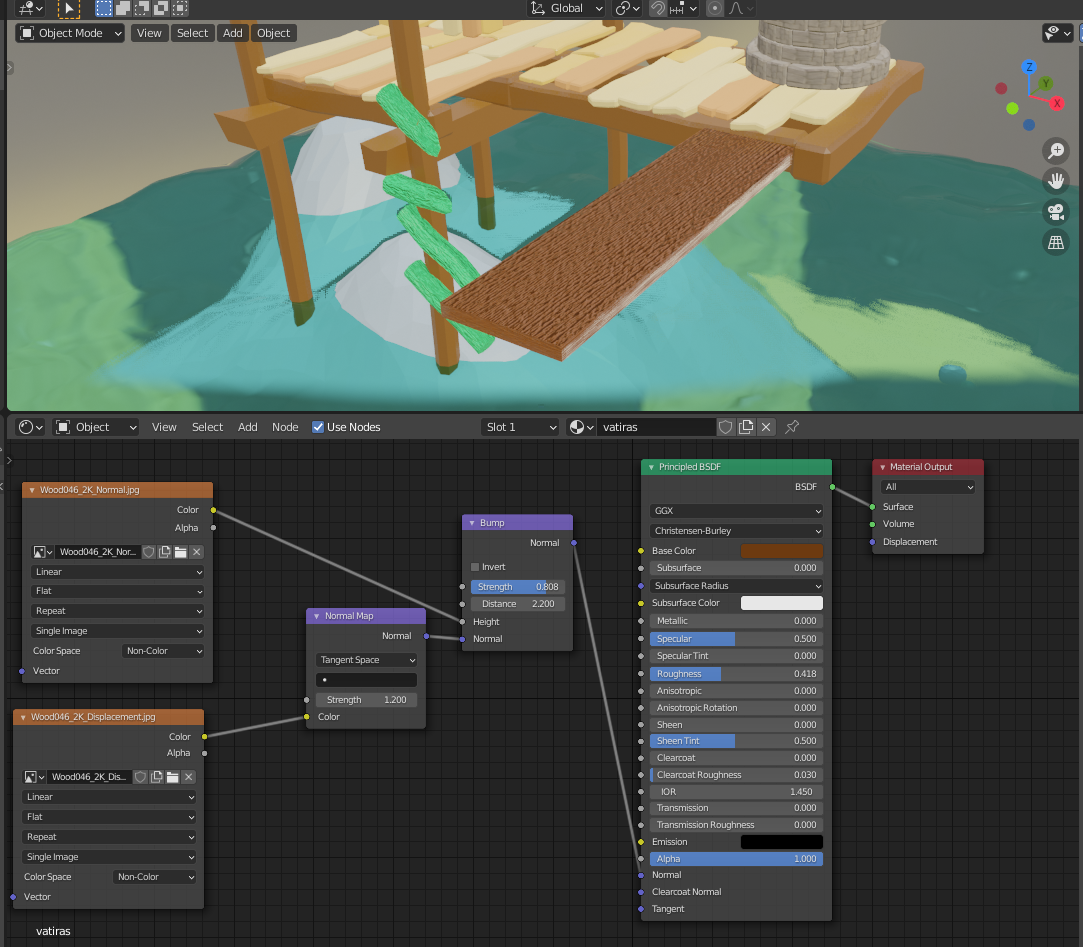 Global
Object Mode View Select Add Object
Z
Y
X
Object View Select Add Node Use Nodes Slot 1 vatiras
Wood046_2K_Normal.jpg
Color
Alpha
Wood046_2K_Nor...
Linear
Flat
Repeat
Single Image
Color Space Non-Color
Vector
Wood046_2K_Displacement.jpg
Color
Alpha
Wood046_2K_Dis...
Linear
Flat
Repeat
Single Image
Color Space Non-Color
Vector
Normal Map
Normal
Tangent Space
Strength 1.200
Color
Bump
Normal
Invert
Strength 0.808
Distance 2.200
Height
Normal
Principled BSDF
BSDF
GGX
Christensen-Burley
Base Color
Subsurface 0.000
Subsurface Radius
Subsurface Color
Metallic 0.000
Specular 0.500
Specular Tint 0.000
Roughness 0.418
Anisotropic 0.000
Anisotropic Rotation 0.000
Sheen 0.000
Sheen Tint 0.500
Clearcoat 0.000
Clearcoat Roughness 0.030
IOR 1.450
Transmission 0.000
Transmission Roughness 0.000
Emission
Alpha 1.000
Normal
Clearcoat Normal
Tangent
Material Output
All
Surface
Volume
Displacement
vatiras